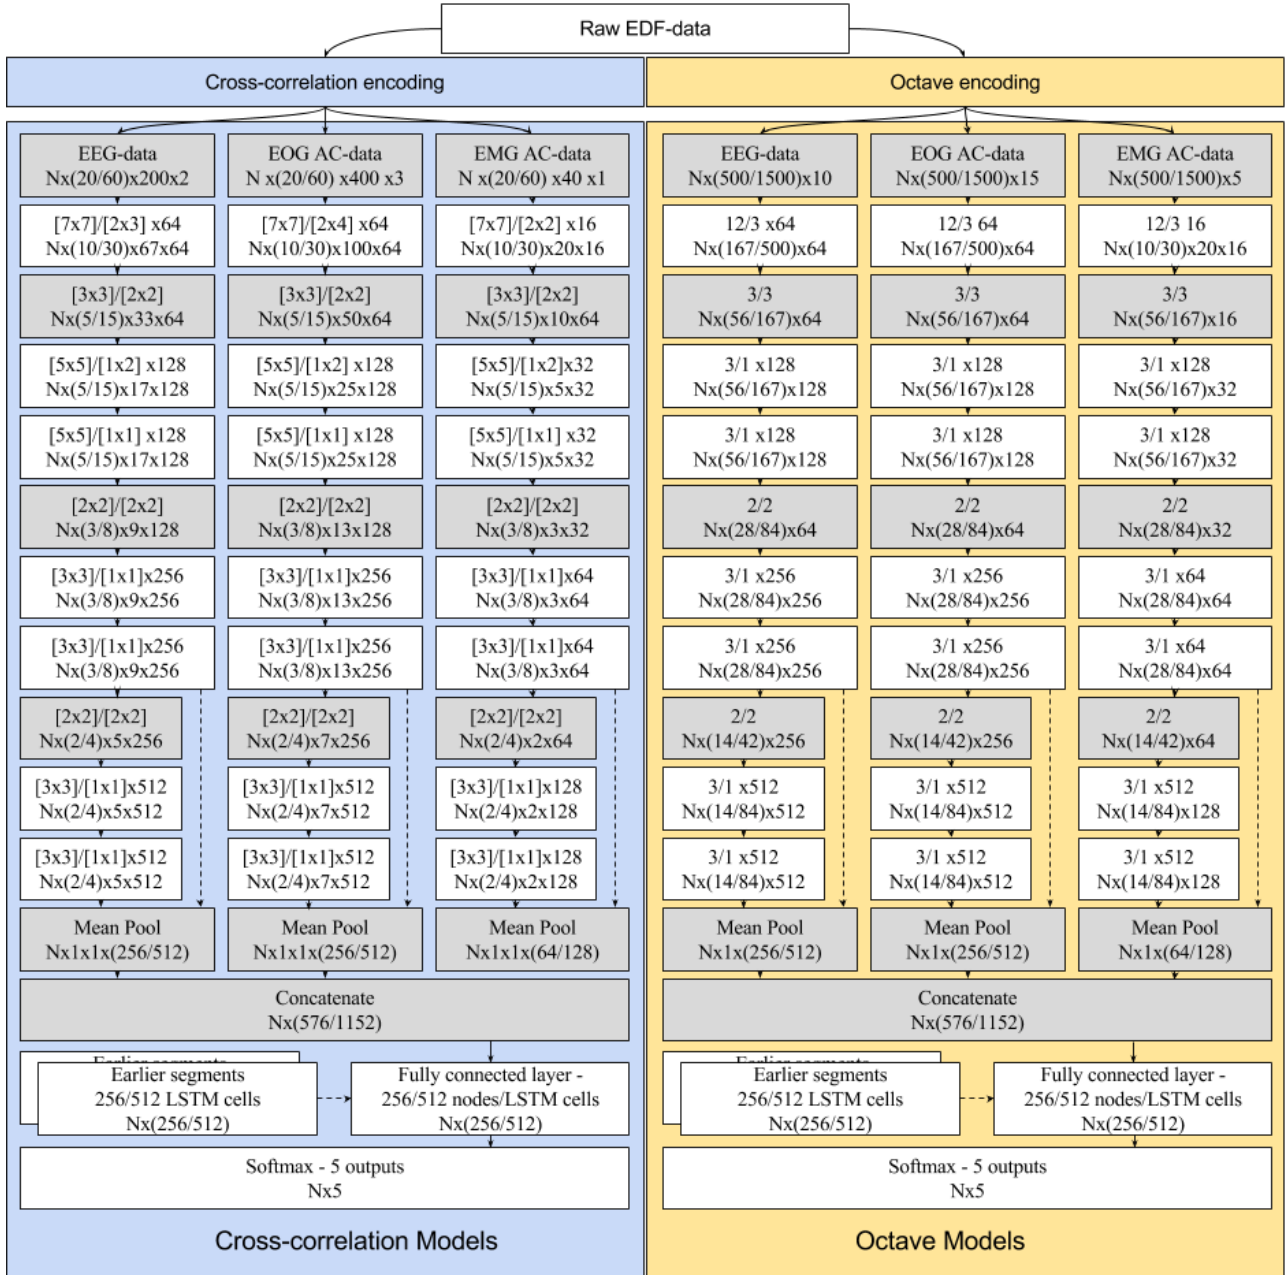 Raw EDF-data
Cross-correlation encoding
EEG-data
Nx(20/60)x200x2
[7x7]/[2x3] x64
Nx(10/30)x67x64
[3x3]/[2x2]
Nx(5/15)x33x64
[5x5]/[1x2] x128
Nx(5/15)x17x128
[5x5]/[1x1] x128
Nx(5/15)x17x128
[2x2]/[2x2]
Nx(3/8)x9x128
[3x3]/[1x1]x256
Nx(3/8)x9x256
[3x3]/[1x1]x256
Nx(3/8)x9x256
[2x2]/[2x2]
Nx(2/4)x5x256
[3x3]/[1x1]x512
Nx(2/4)x5x512
[3x3]/[1x1]x512
Nx(2/4)x5x512
Mean Pool
Nx1x1x(256/512)
EOG AC-data
N x(20/60) x400 x3
[7x7]/[2x4] x64
Nx(10/30)x100x64
[3x3]/[2x2]
Nx(5/15)x50x64
[5x5]/[1x2] x128
Nx(5/15)x25x128
[5x5]/[1x1] x128
Nx(5/15)x25x128
[2x2]/[2x2]
Nx(3/8)x13x128
[3x3]/[1x1]x256
Nx(3/8)x13x256
[3x3]/[1x1]x256
Nx(3/8)x13x256
[2x2]/[2x2]
Nx(2/4)x7x256
[3x3]/[1x1]x512
Nx(2/4)x7x512
[3x3]/[1x1]x512
Nx(2/4)x7x512
Mean Pool
Nx1x1x(256/512)
EMG AC-data
N x(20/60) x40 x1
[7x7]/[2x2] x16
Nx(10/30)x20x16
[3x3]/[2x2]
Nx(5/15)x10x64
[5x5]/[1x2]x32
Nx(5/15)x5x32
[5x5]/[1x1] x32
Nx(5/15)x5x32
[2x2]/[2x2]
Nx(3/8)x3x32
[3x3]/[1x1]x64
Nx(3/8)x3x64
[3x3]/[1x1]x64
Nx(3/8)x3x64
[2x2]/[2x2]
Nx(2/4)x2x64
[3x3]/[1x1]x128
Nx(2/4)x2x128
[3x3]/[1x1]x128
Nx(2/4)x2x128
Mean Pool
Nx1x1x(64/128)
Concatenate
Nx(576/1152)
Earlier segments
Earlier segments
256/512 LSTM cells
Nx(256/512)
Fully connected layer -
256/512 nodes/LSTM cells
Nx(256/512)
Softmax - 5 outputs
Nx5
Cross-correlation Models
Octave encoding
EEG-data
Nx(500/1500)x10
12/3 x64
Nx(167/500)x64
3/3
Nx(56/167)x64
3/1 x128
Nx(56/167)x128
3/1 x128
Nx(56/167)x128
2/2
Nx(28/84)x64
3/1 x256
Nx(28/84)x256
3/1 x256
Nx(28/84)x256
2/2
Nx(14/42)x256
3/1 x512
Nx(14/84)x512
3/1 x512
Nx(14/84)x512
Mean Pool
Nx1x(256/512)
EOG AC-data
Nx(500/1500)x15
12/3 64
Nx(167/500)x64
3/3
Nx(56/167)x64
3/1 x128
Nx(56/167)x128
3/1 x128
Nx(56/167)x128
2/2
Nx(28/84)x64
3/1 x256
Nx(28/84)x256
3/1 x256
Nx(28/84)x256
2/2
Nx(14/42)x256
3/1 x512
Nx(14/84)x512
3/1 x512
Nx(14/84)x512
Mean Pool
Nx1x(256/512)
EMG AC-data
Nx(500/1500)x5
12/3 16
Nx(10/30)x20x16
3/3
Nx(56/167)x16
3/1 x128
Nx(56/167)x32
3/1 x128
Nx(56/167)x32
2/2
Nx(28/84)x32
3/1 x64
Nx(28/84)x64
3/1 x64
Nx(28/84)x64
2/2
Nx(14/42)x64
3/1 x512
Nx(14/84)x128
3/1 x512
Nx(14/84)x128
Mean Pool
Nx1x(64/128)
Concatenate
Nx(576/1152)
Earlier segments
Earlier segments
256/512 LSTM cells
Nx(256/512)
Fully connected layer -
256/512 nodes/LSTM cells
Nx(256/512)
Softmax - 5 outputs
Nx5
Octave Models